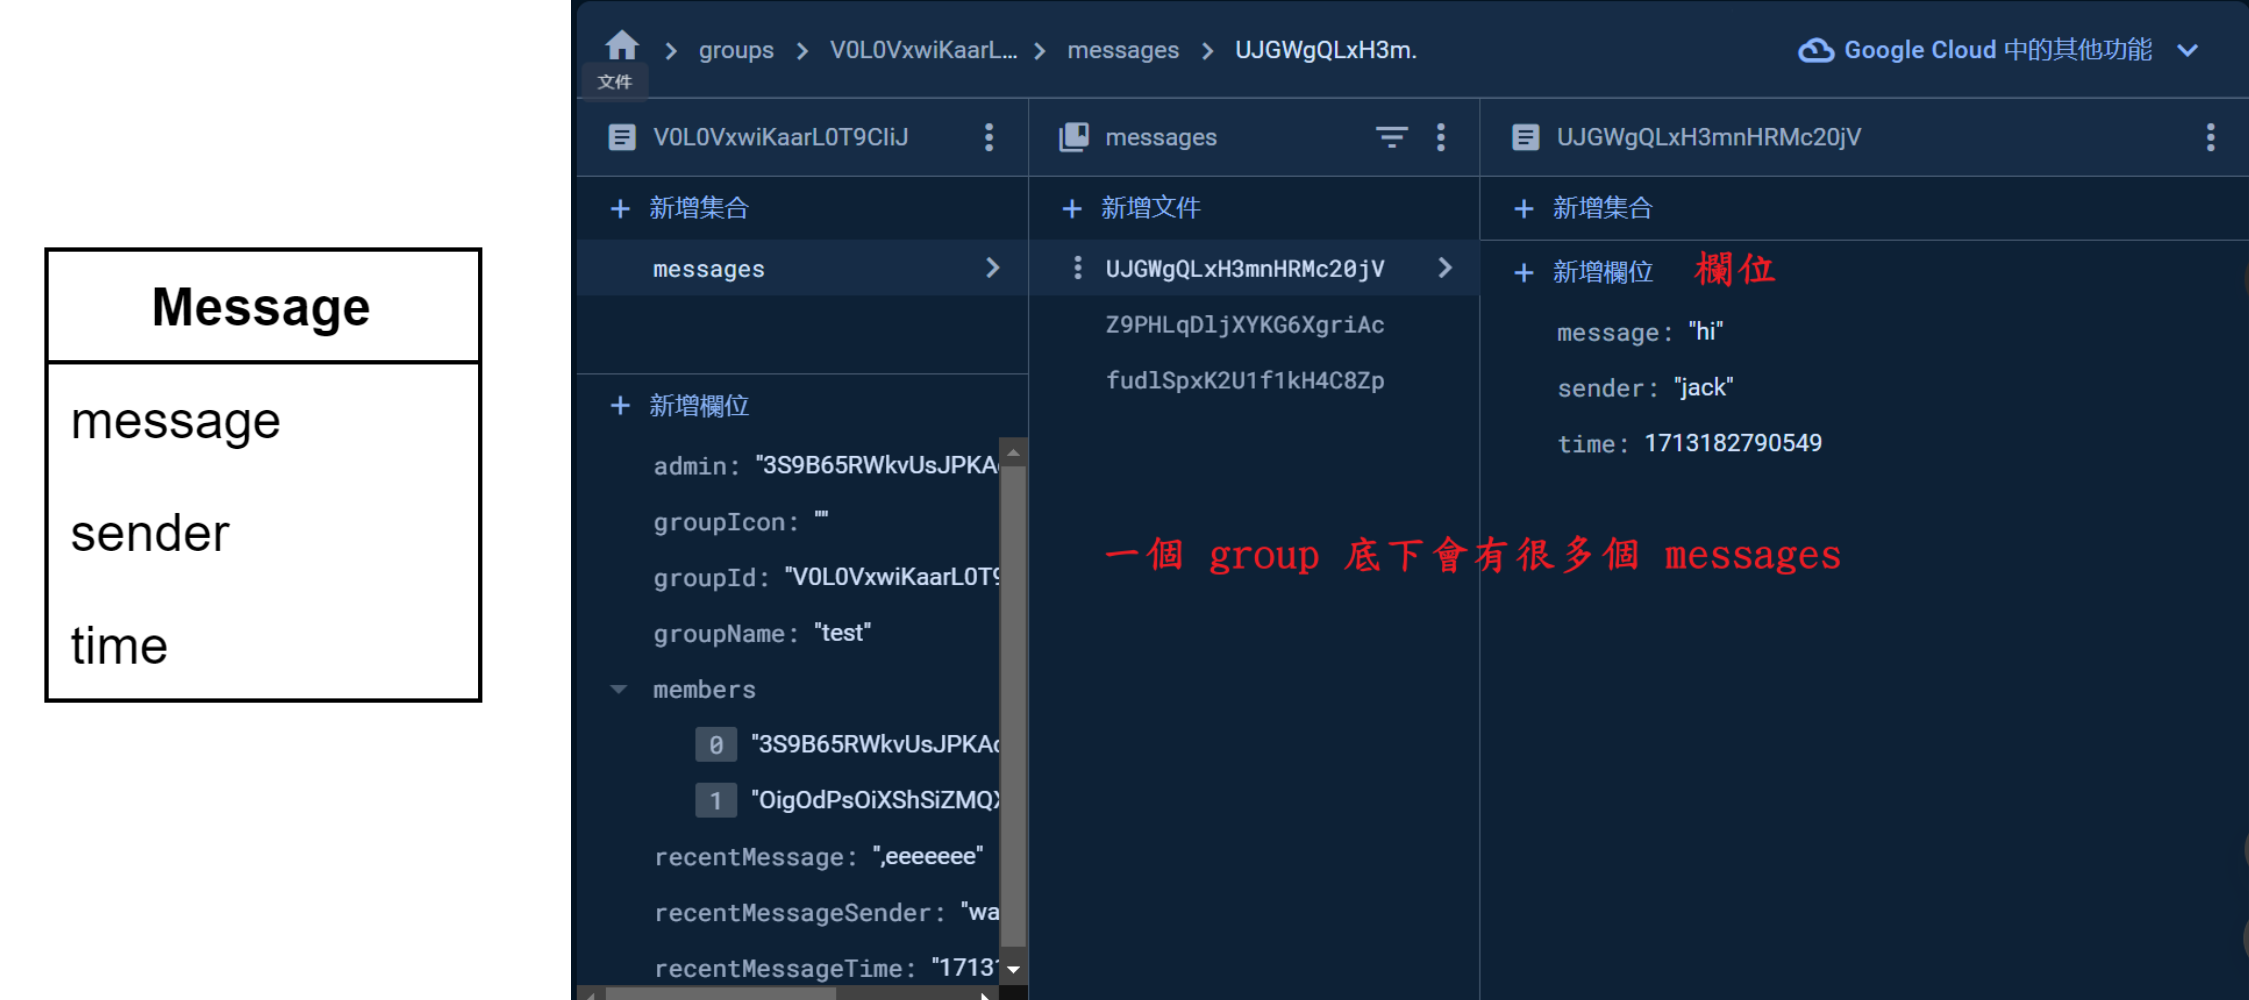 Message
message
sender
time
groups
V0L0VxwiKaarL...
messages
UJGWgQLxH3m.
Google Cloud 中的其他功能
文件
V0L0VxwiKaarL0T9CIiJ
新增集合
messages
新增欄位
admin: "3S9B65RWkvUsJPKA
groupIcon: ""
groupId: "V0L0VxwiKaarL0T9
groupName: "test"
members
0 "3S9B65RWkvUsJPKA
1 "OigOdPsOiXShSiZMQX
recentMessage: ",eeeeeee"
recentMessageSender: "wa
recentMessageTime: "1713
messages
新增文件
UJGWgQLxH3mnHRMc20jV
Z9PHLqDljXYKG6XgriAc
fudlSpxK2U1f1kH4C8Zp
UJGWgQLxH3mnHRMc20jV
新增集合
新增欄位 欄位
message: "hi"
sender: "jack"
time: 1713182790549
一個 group 底下會有很多個 messages